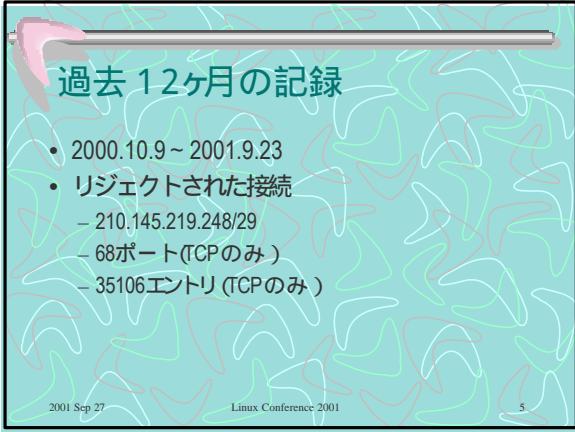 過去12ヶ月の記録
• 2000.10.9~2001.9.23
• リジェクトされた接続
– 210.145.219.248/29
– 68ポート(TCPのみ)
– 35106エントリ(TCPのみ)
2001 Sep 27 Linux Conference 2001 5